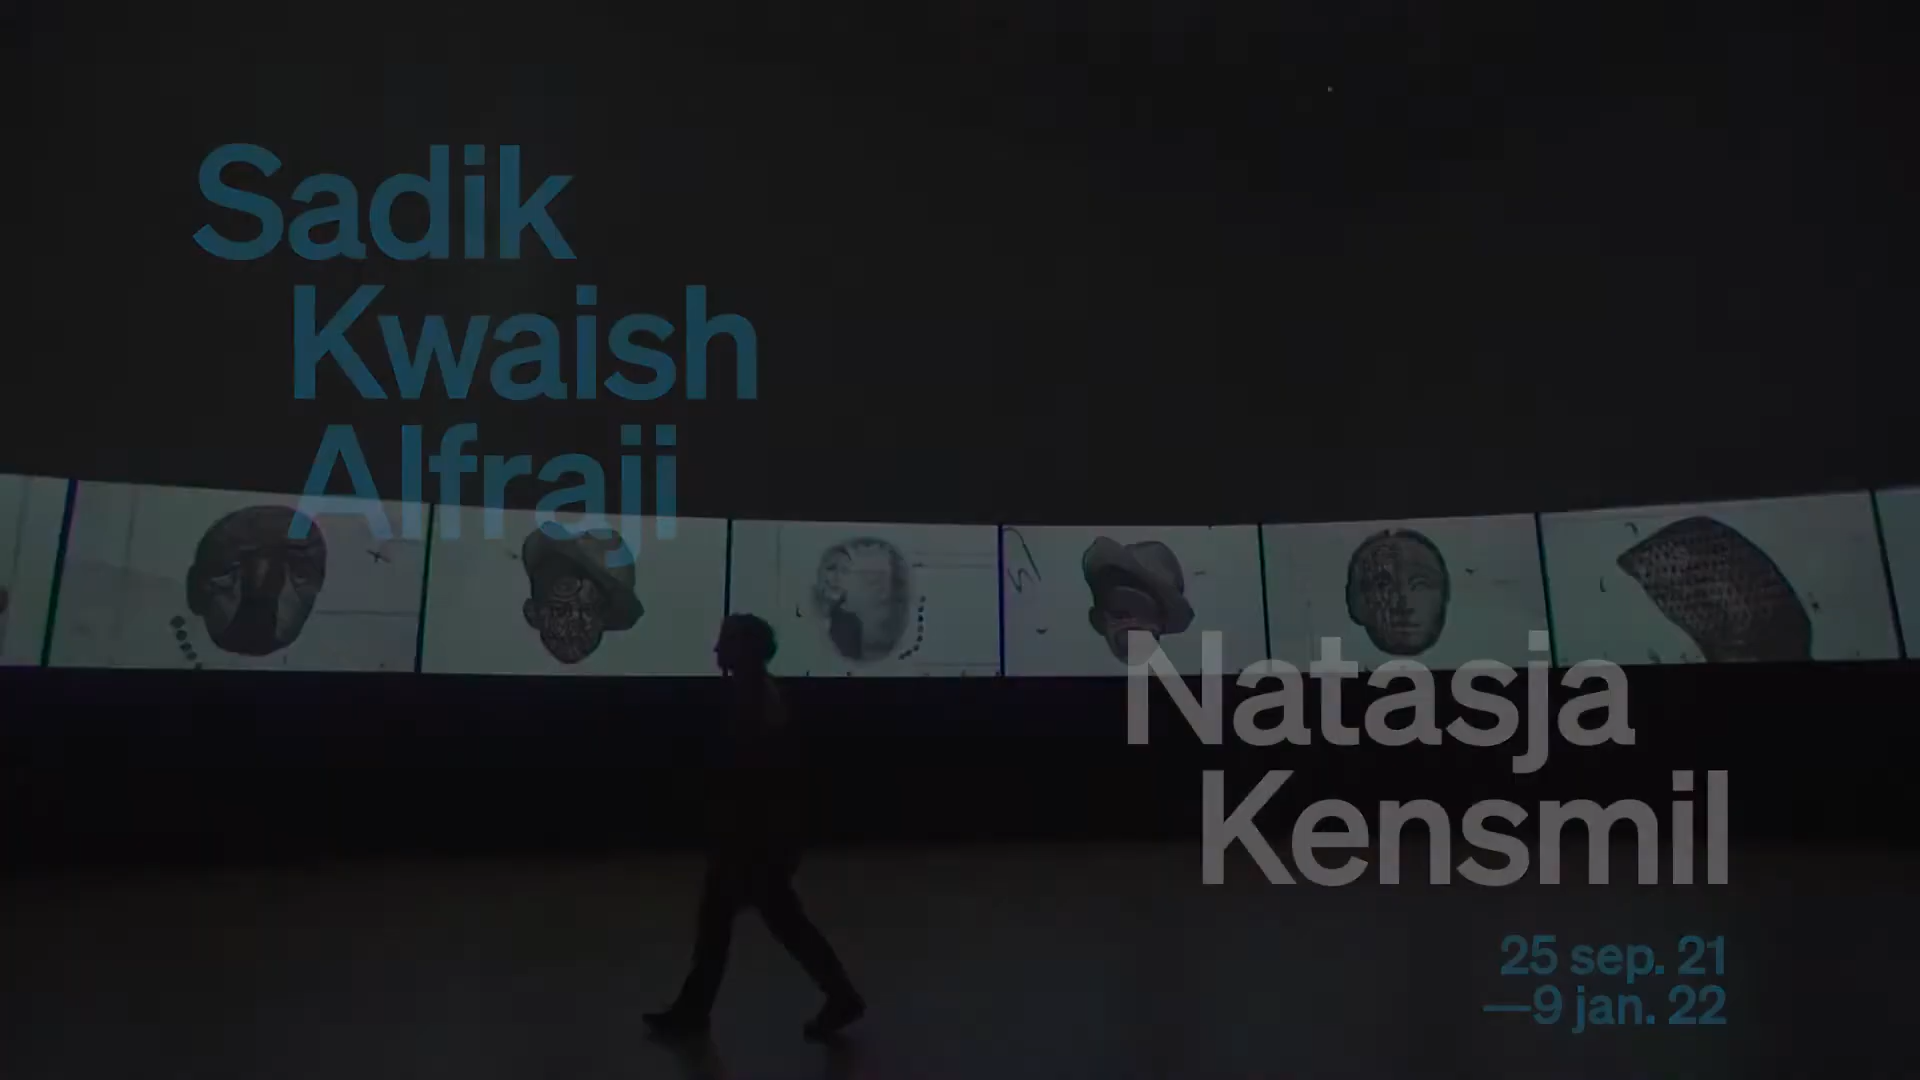 Sadik
Kwaish
Alfraji
Natasja
Kensmil
25 sep. 21
—9 jan. 22